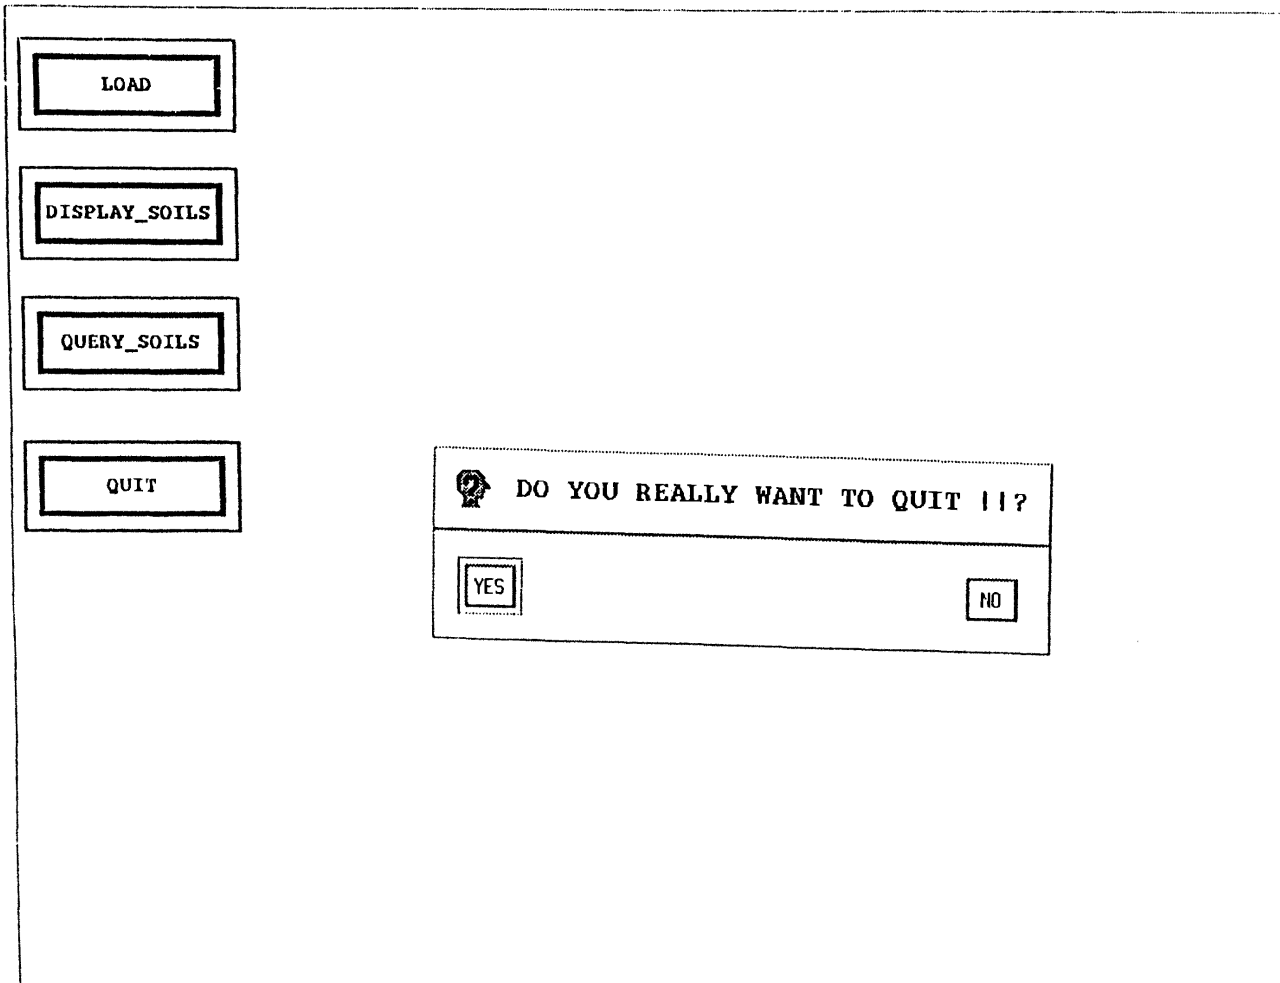 LOAD
DISPLAY_SOILS
QUERY_SOILS
QUIT
DO YOU REALLY WANT TO QUIT !!?
YES
NO